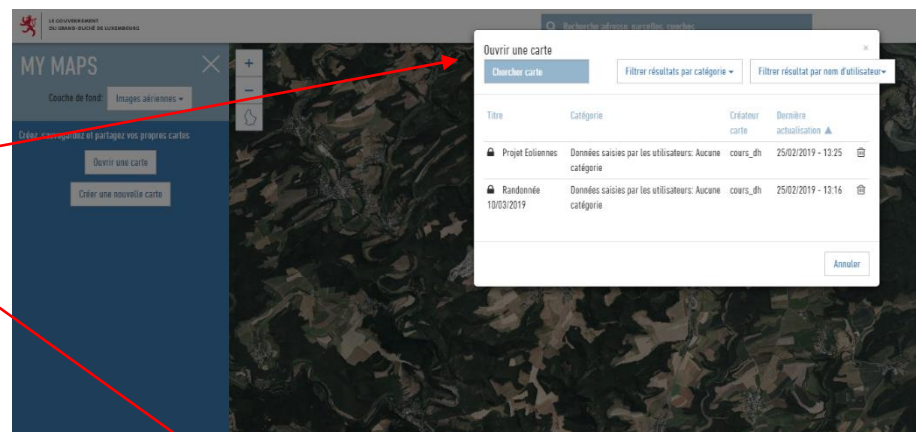 LE GOUVERNEMENT
DU GRAND-DUCHÉ DE LUXEMBOURG
Recherche adresse, parcelles, couches
MY MAPS
Couche de fond: Images aériennes
Créez, sauvegardez et partagez vos propres cartes
Ouvrir une carte
Créer une nouvelle carte
+
−
Ouvrir une carte
×
Chercher carte
Filtrer résultats par catégorie
Filtrer résultat par nom d'utilisateur
Titre Catégorie Créateur carte Dernière actualisation ▲
Projet Eoliennes Données saisies par les utilisateurs: Aucune catégorie cours_dh 25/02/2019 - 13:25
Randonnée 10/03/2019 Données saisies par les utilisateurs: Aucune catégorie cours_dh 25/02/2019 - 13:16
Annuler